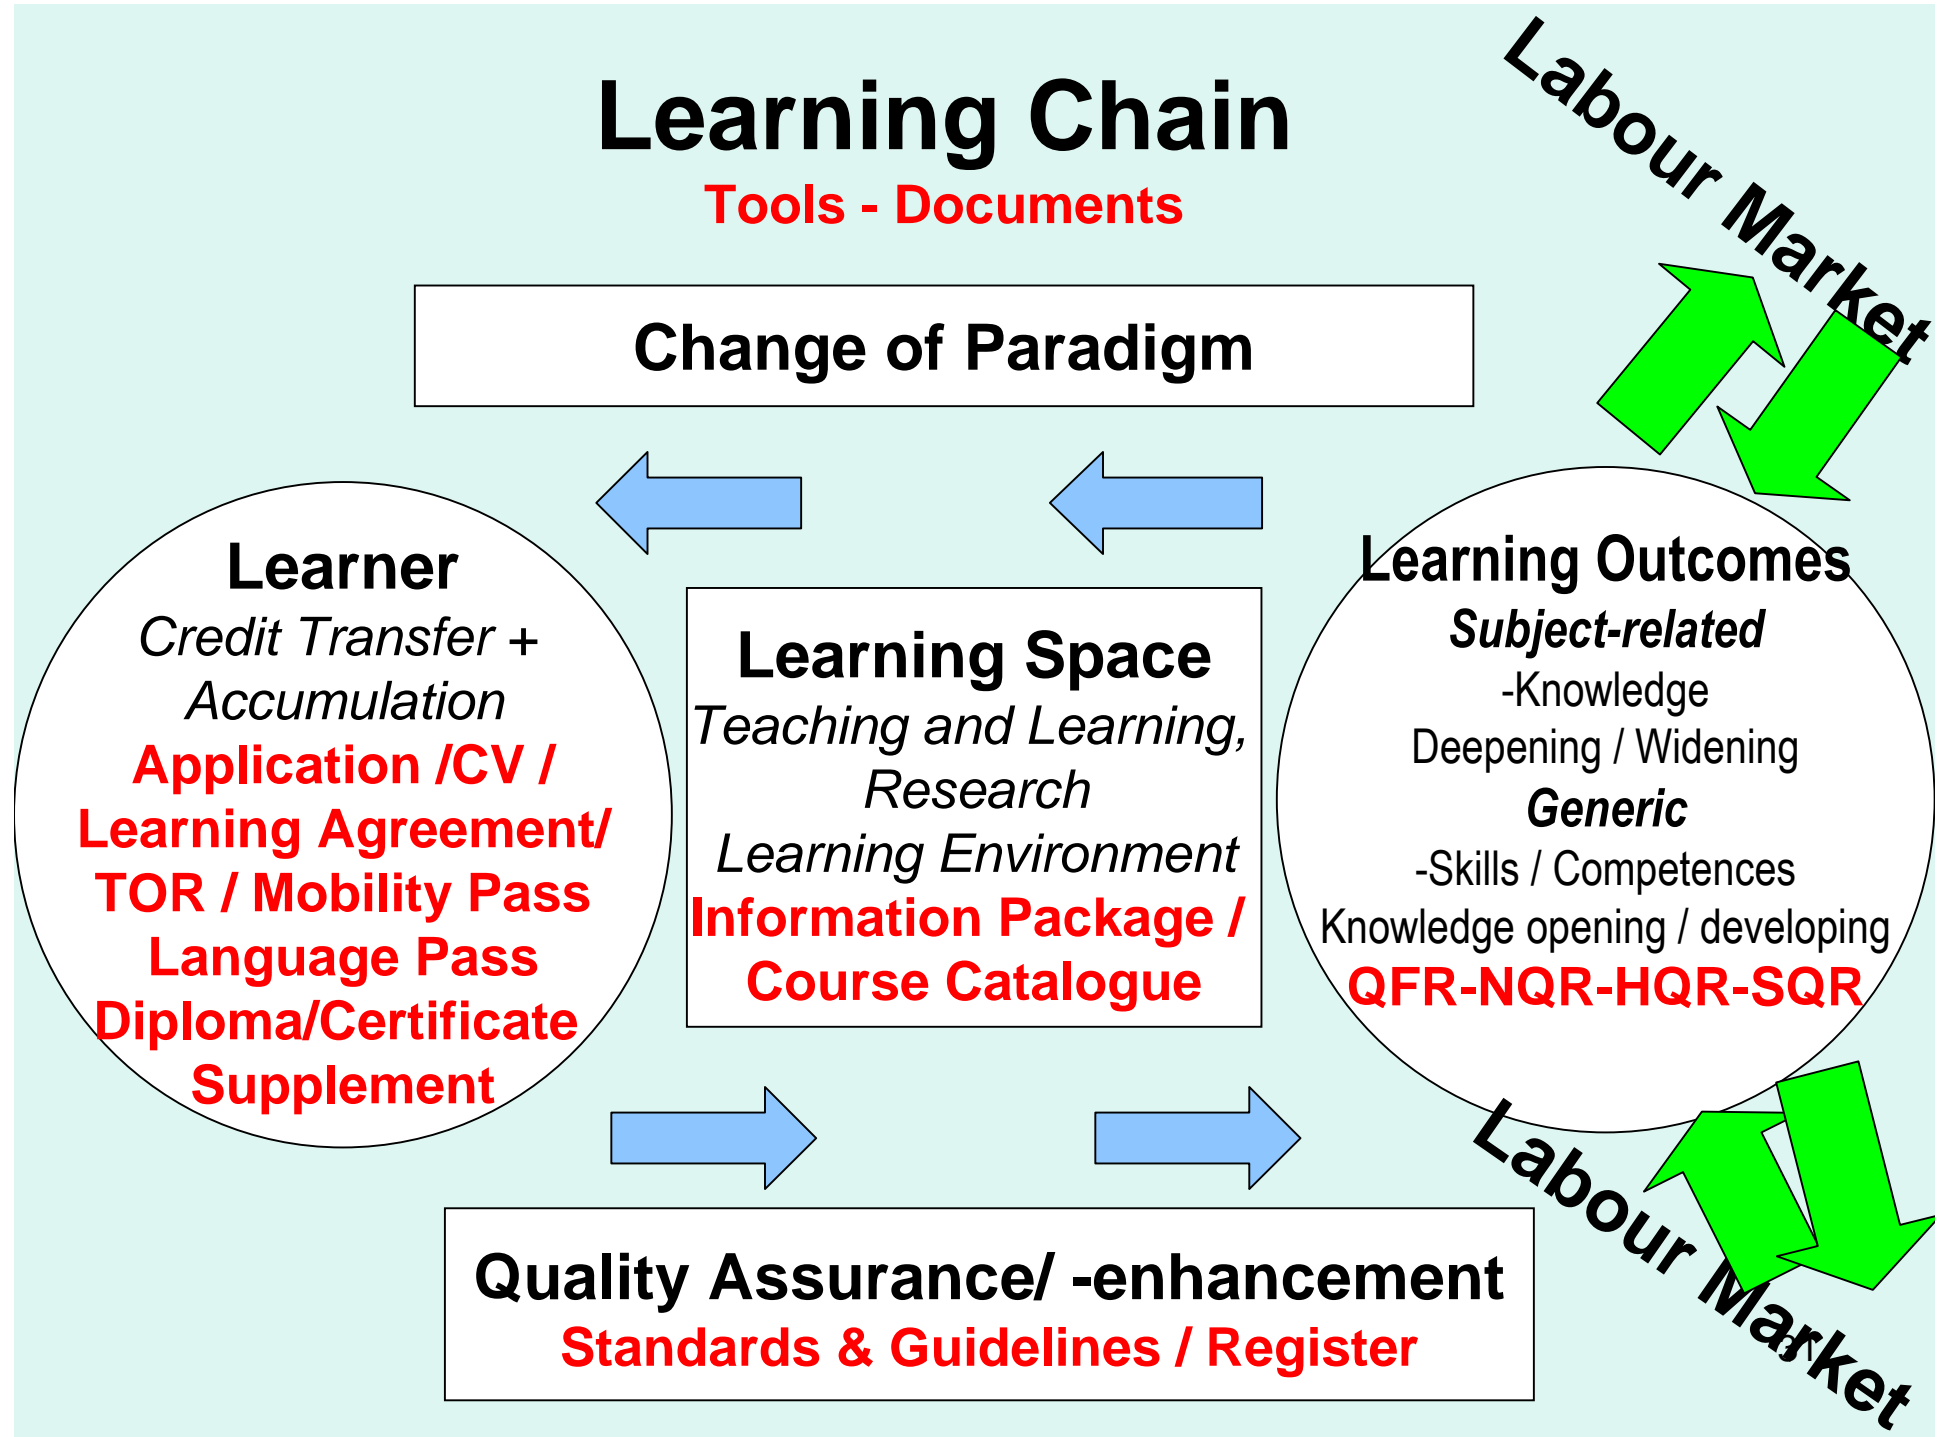 Learning Chain
Tools - Documents
Labour Market
Change of Paradigm
Learner
Credit Transfer +
Accumulation
Application /CV /
Learning Agreement/
TOR / Mobility Pass
Language Pass
Diploma/Certificate
Supplement
Learning Space
Teaching and Learning,
Research
Learning Environment
Information Package /
Course Catalogue
Learning Outcomes
Subject-related
-Knowledge
Deepening / Widening
Generic
-Skills / Competences
Knowledge opening / developing
QFR-NQR-HQR-SQR
Labour Market
Quality Assurance/ -enhancement
Standards & Guidelines / Register
31